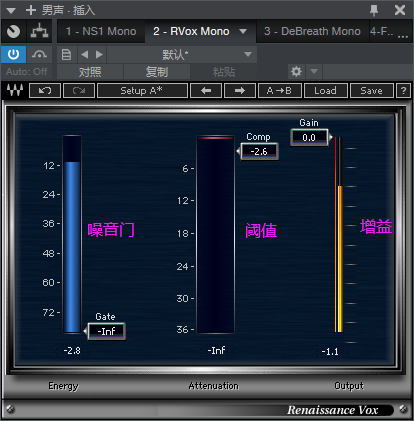 男声 · 插入
1 - NS1 Mono
2 - RVox Mono
3 - DeBreath Mono
4-F..
默认*
Auto: Off
对照
复制
粘贴
Setup A*
A→B
Load
Save
?
Gain
0.0
Comp
-2.6
12
24
36
48
60
72
6
12
18
24
30
36
噪音门
阈值
增益
Gate
-Inf
-2.8
-Inf
-1.1
Energy
Attenuation
Output
Renaissance Vox